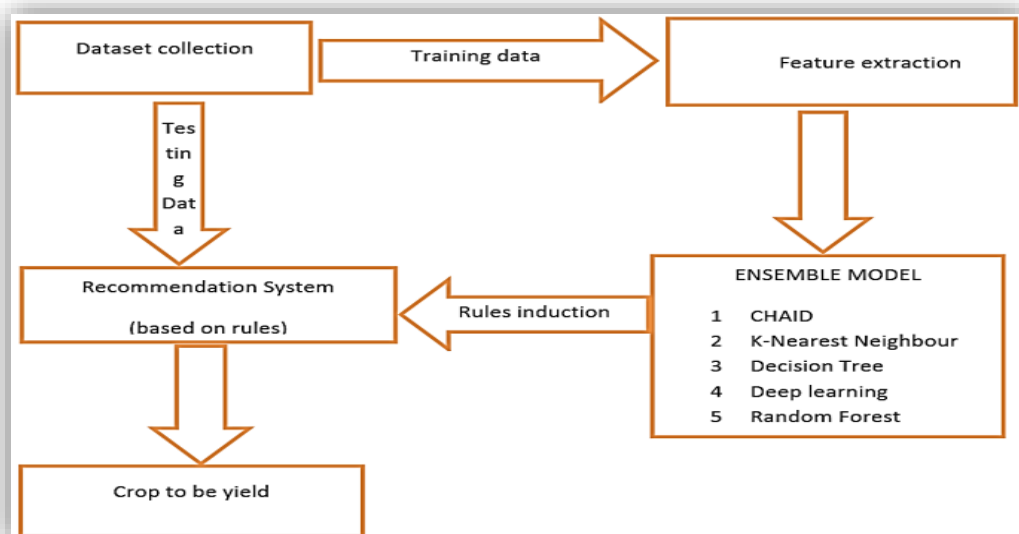 Dataset collection
Training data
Feature extraction
Tes
tin
g
Dat
a
Recommendation System
(based on rules)
Rules induction
ENSEMBLE MODEL
1 CHAID
2 K-Nearest Neighbour
3 Decision Tree
4 Deep learning
5 Random Forest
Crop to be yield